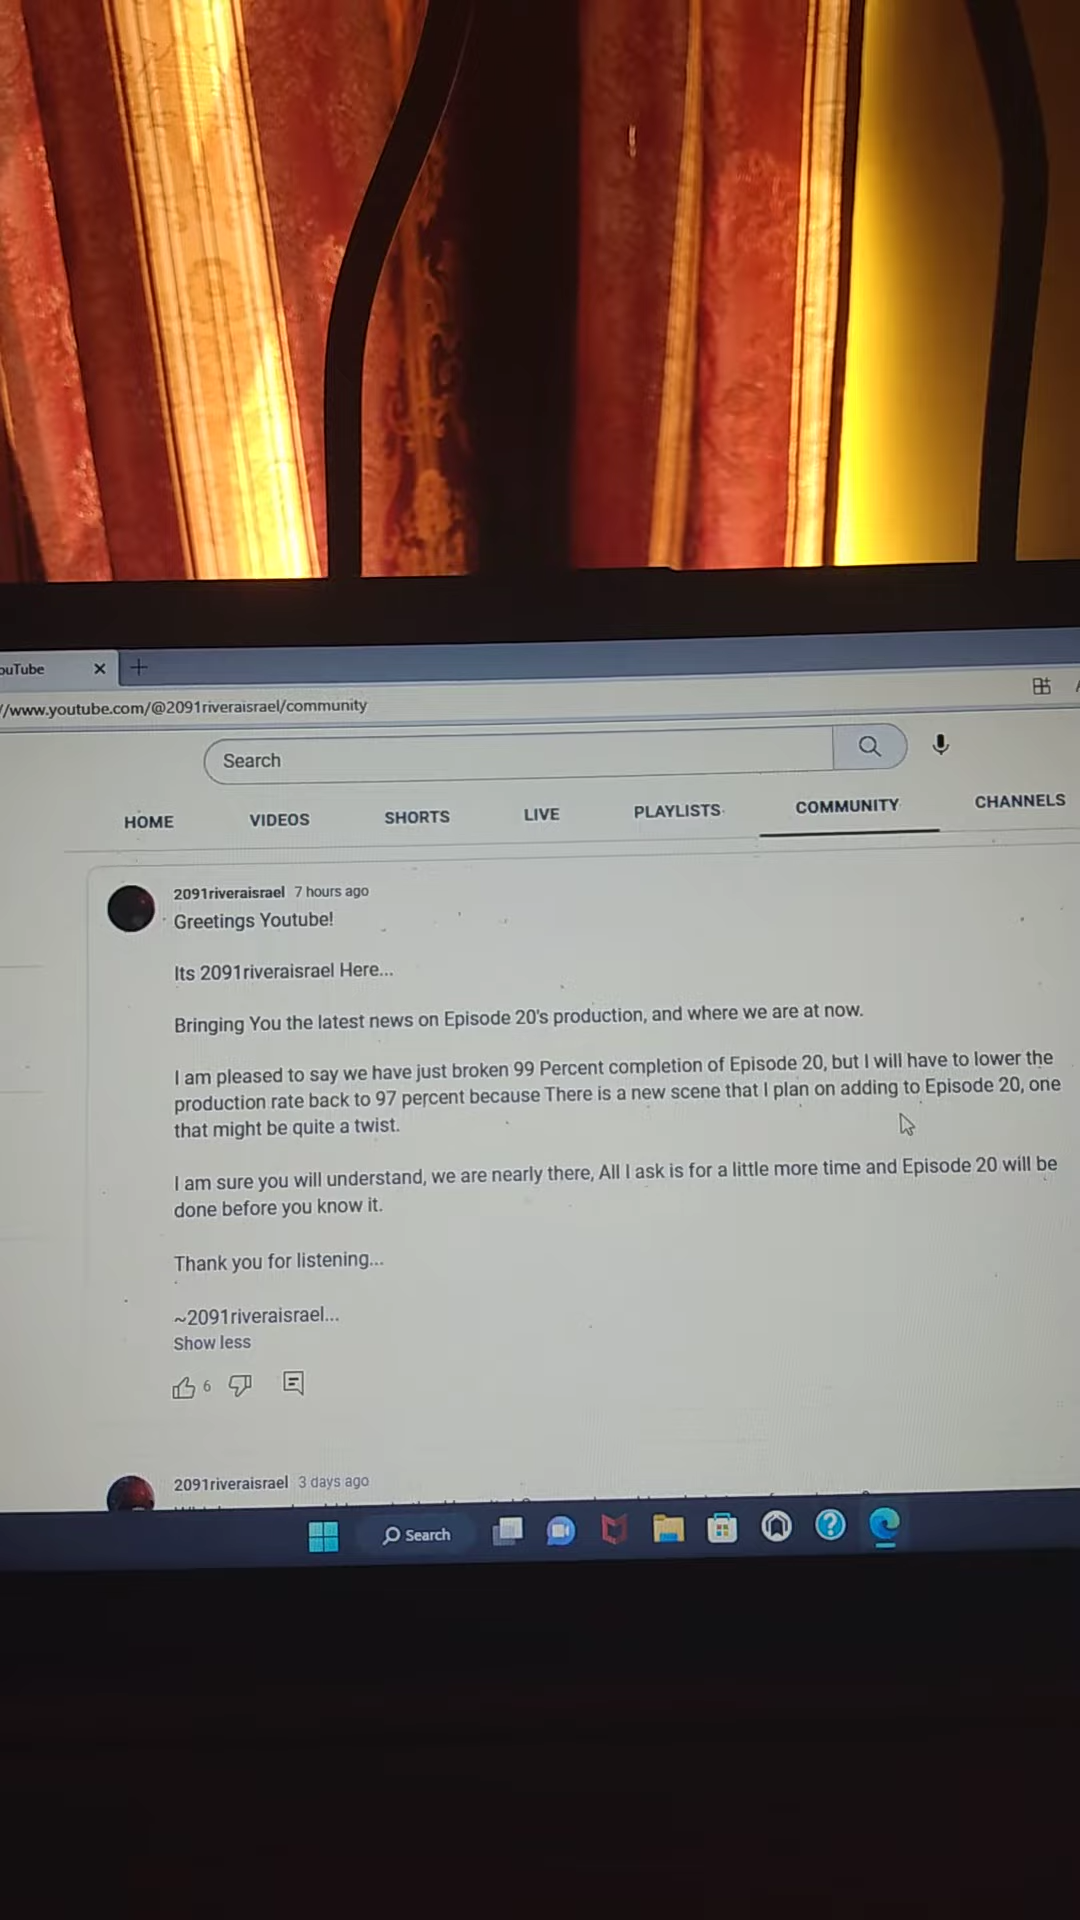 ouTube
//www.youtube.com/@2091riveraisrael/community
Search
HOME VIDEOS SHORTS LIVE PLAYLISTS COMMUNITY CHANNELS
2091riveraisrael 7 hours ago
Greetings Youtube!
Its 2091riveraisrael Here...
Bringing You the latest news on Episode 20's production, and where we are at now.
I am pleased to say we have just broken 99 Percent completion of Episode 20, but I will have to lower the
production rate back to 97 percent because There is a new scene that I plan on adding to Episode 20, one
that might be quite a twist.
I am sure you will understand, we are nearly there, All I ask is for a little more time and Episode 20 will be
done before you know it.
Thank you for listening...
~2091riveraisrael...
Show less
6
2091riveraisrael 3 days ago
Search